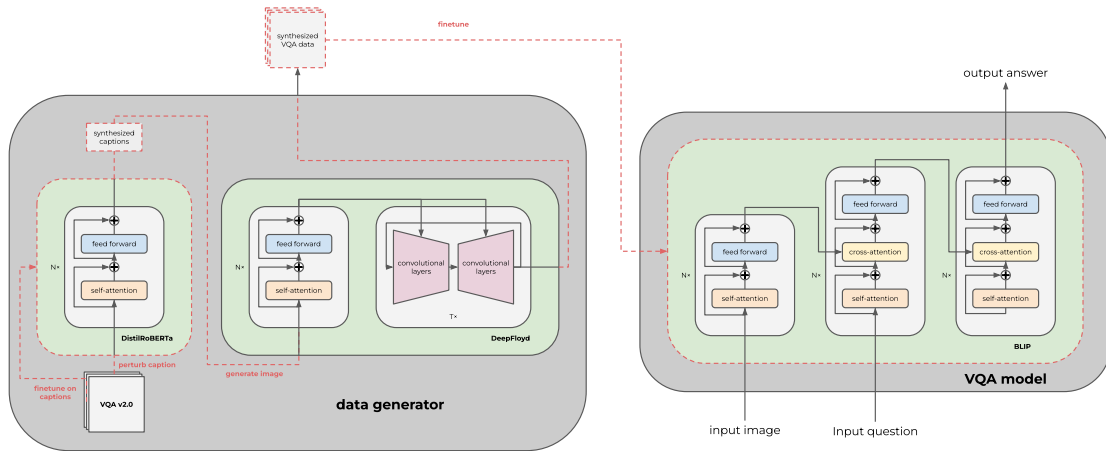 synthesized
VQA data
finetune
synthesized
captions
feed forward
N×
self-attention
DistilRoBERTa
perturb caption
finetune on
captions
VQA v2.0
feed forward
N×
self-attention
generate image
convolutional
layers
convolutional
layers
T×
DeepFloyd
data generator
output answer
feed forward
N×
self-attention
feed forward
cross-attention
N×
self-attention
feed forward
cross-attention
N×
self-attention
BLIP
VQA model
input image
Input question